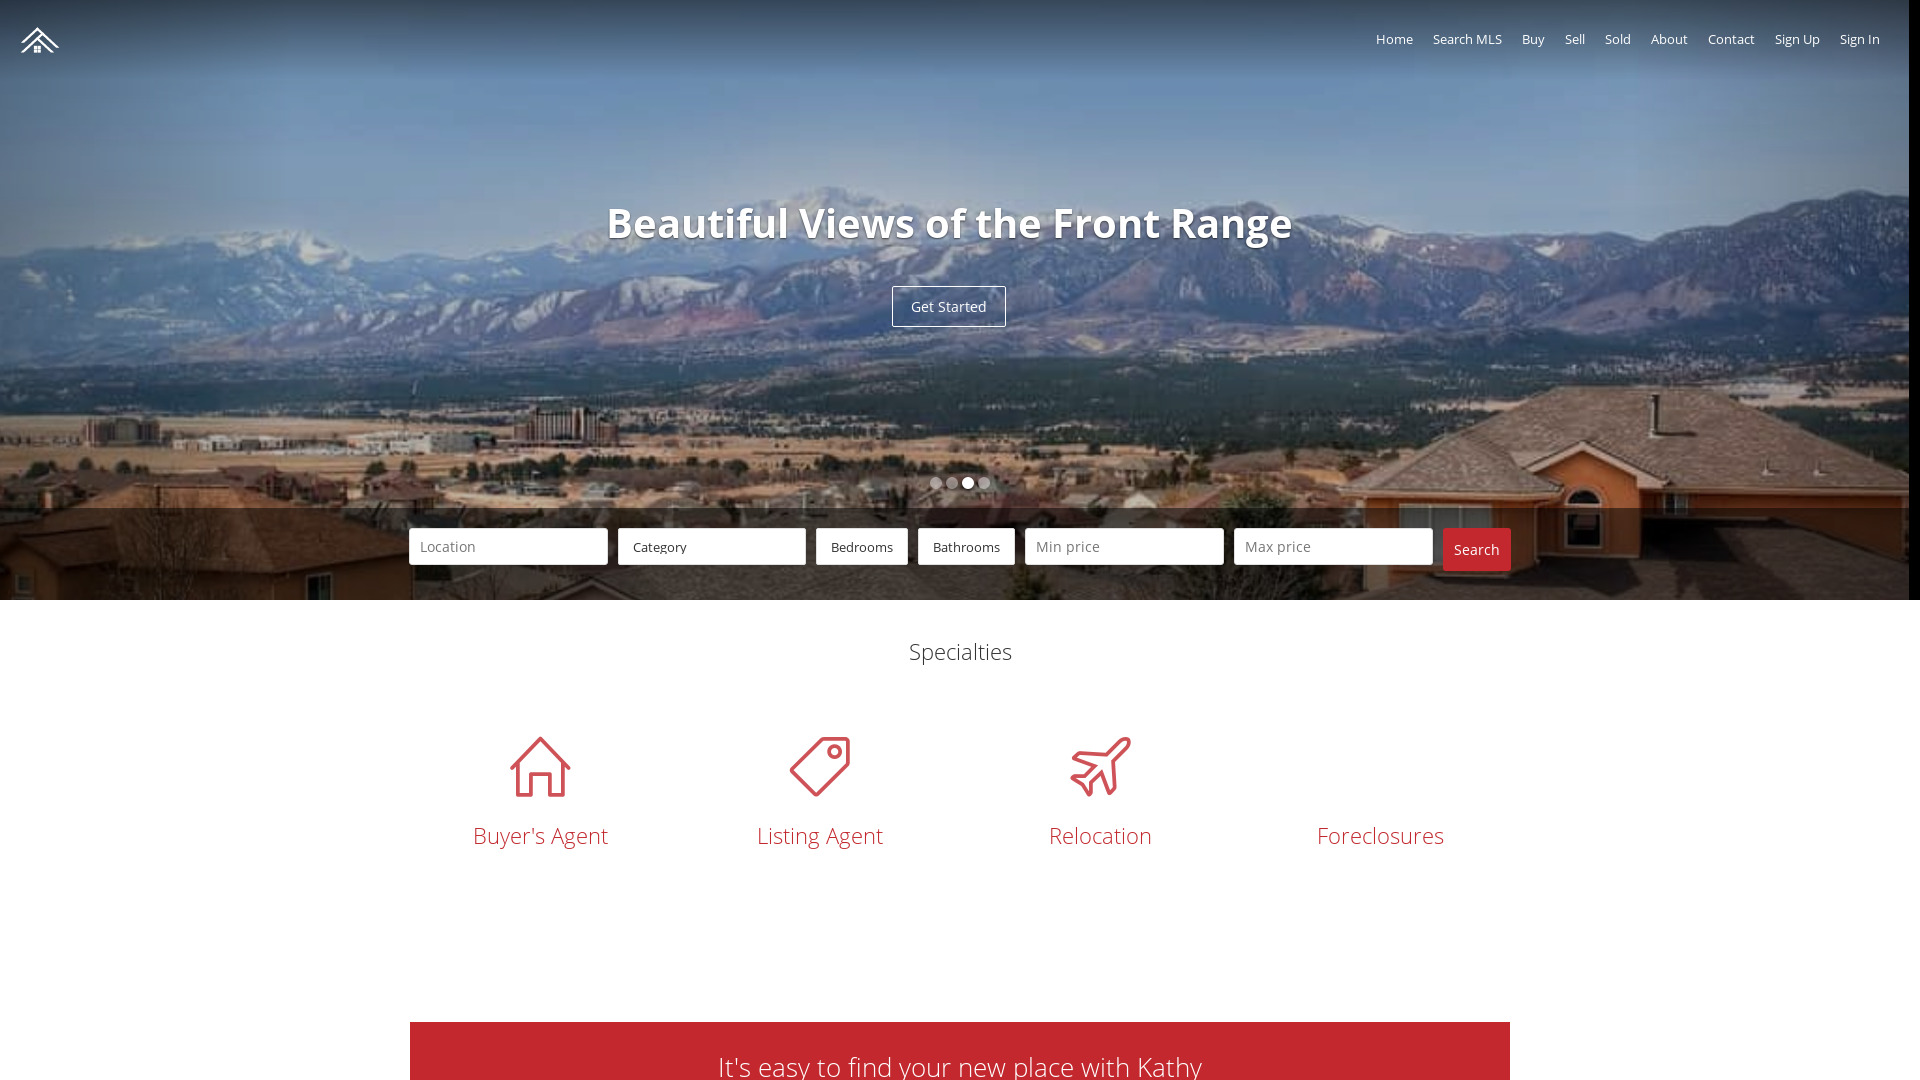 Home Search MLS Buy Sell Sold About Contact Sign Up Sign In
Beautiful Views of the Front Range
Get Started
Location Category Bedrooms Bathrooms Min price Max price Search
Specialties
Buyer's Agent Listing Agent Relocation Foreclosures
It's easy to find your new place with Kathy